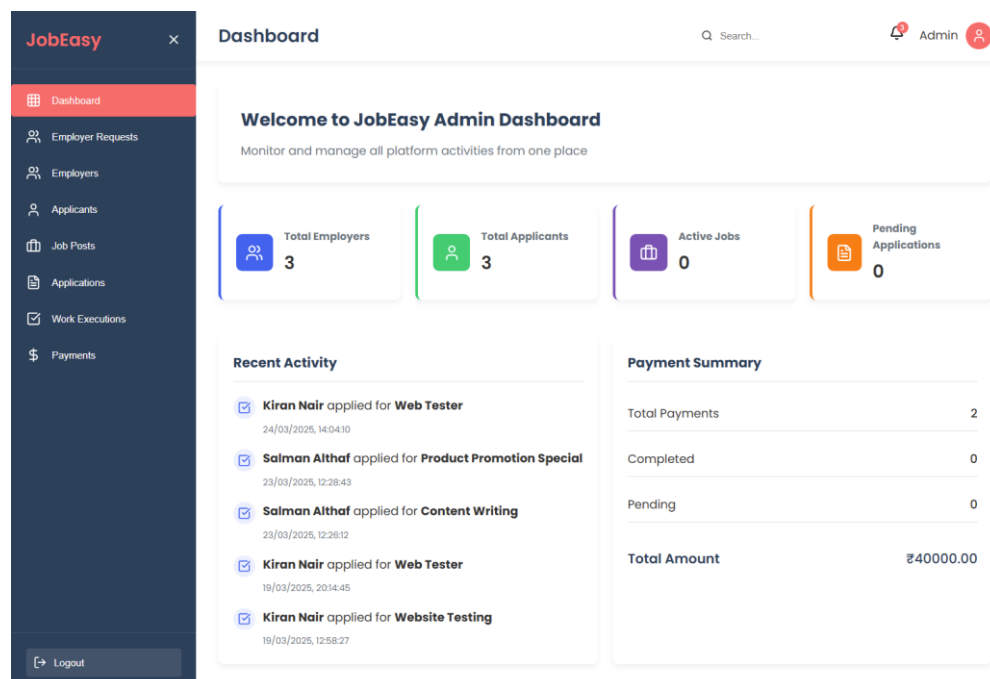 JobEasy
Dashboard
Employer Requests
Employers
Applicants
Job Posts
Applications
Work Executions
Payments
Logout
Dashboard
Search...
3
Admin
Welcome to JobEasy Admin Dashboard
Monitor and manage all platform activities from one place
Total Employers
3
Total Applicants
3
Active Jobs
0
Pending
Applications
0
Recent Activity
Kiran Nair applied for Web Tester
24/03/2025, 14:04:10
Salman Althaf applied for Product Promotion Special
23/03/2025, 12:28:43
Salman Althaf applied for Content Writing
23/03/2025, 12:26:12
Kiran Nair applied for Web Tester
19/03/2025, 20:14:45
Kiran Nair applied for Website Testing
19/03/2025, 12:58:27
Payment Summary
Total Payments 2
Completed 0
Pending 0
Total Amount ₹40000.00